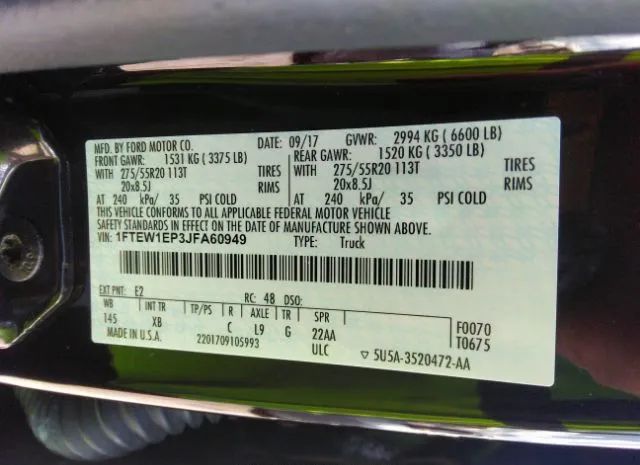 MFD. BY FORD MOTOR CO. DATE: 09/17 GVWR: 2994 KG ( 6600 LB)
FRONT GAWR: 1531 KG ( 3375 LB) REAR GAWR: 1520 KG ( 3350 LB)
WITH 275/55R20 113T TIRES WITH 275/55R20 113T TIRES
20x8.5J RIMS 20x8.5J RIMS
AT 240 kPa/ 35 PSI COLD AT 240 kPa/ 35 PSI COLD
THIS VEHICLE CONFORMS TO ALL APPLICABLE FEDERAL MOTOR VEHICLE
SAFETY, BUMPER, AND THEFT PREVENTION STANDARDS IN EFFECT ON THE DATE OF MANUFACTURE SHOWN ABOVE.
VIN: 1FTEW1EP3JFA60949 TYPE: Truck
EXT PNT: E2 RC: 48 DSO:
WB INT TR TP/PS R AXLE TR SPR F0070
145 XB C L9 G 22AA T0675
MADE IN U.S.A. 2201709105993 ULC ▽ 5U5A-3520472-AA